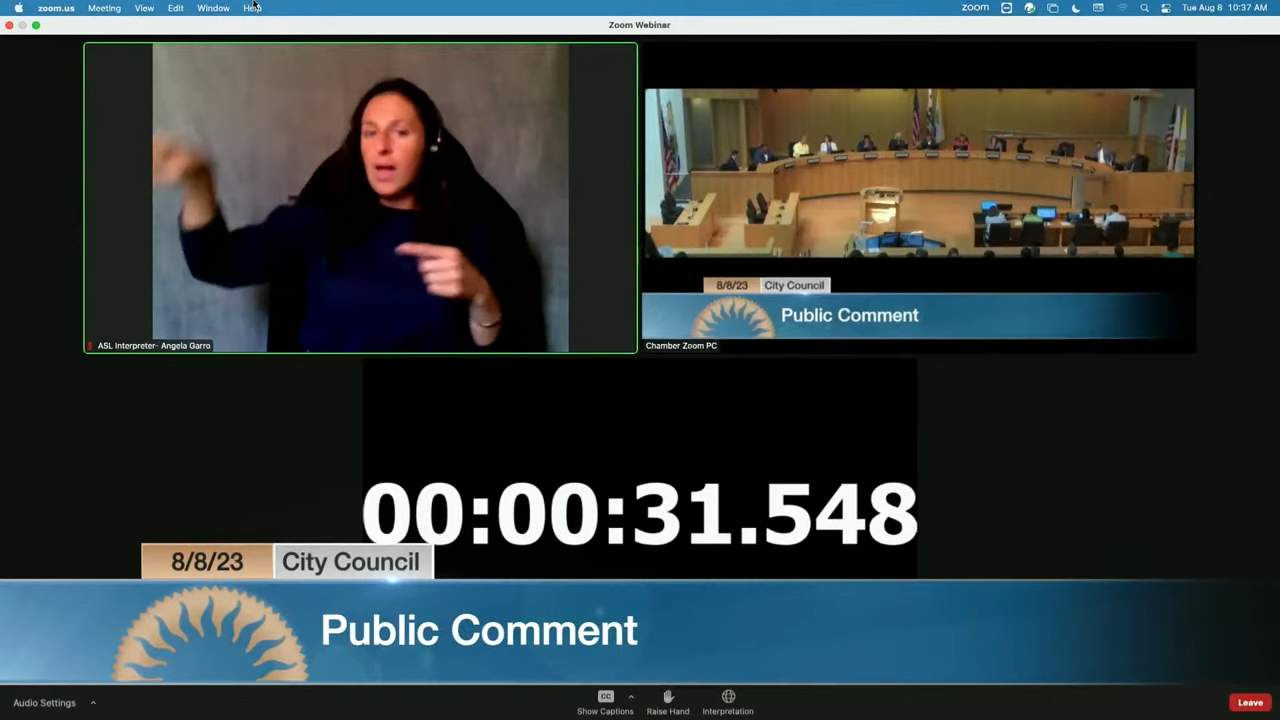 zoom.us Meeting View Edit Window Help
zoom Tue Aug 8 10:37 AM
Zoom Webinar
ASL Interpreter- Angela Garro
8/8/23 City Council
Public Comment
Chamber Zoom PC
00:00:31.548
8/8/23 City Council
Public Comment
Audio Settings
CC
Show Captions Raise Hand Interpretation
Leave